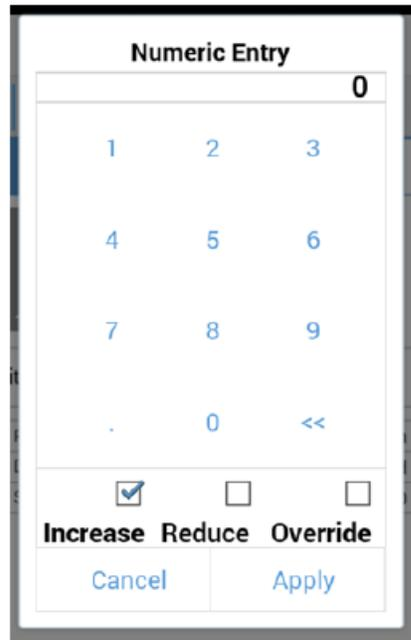 Numeric Entry
0
1 2 3
4 5 6
7 8 9
. 0 <<
Increase Reduce Override
Cancel Apply